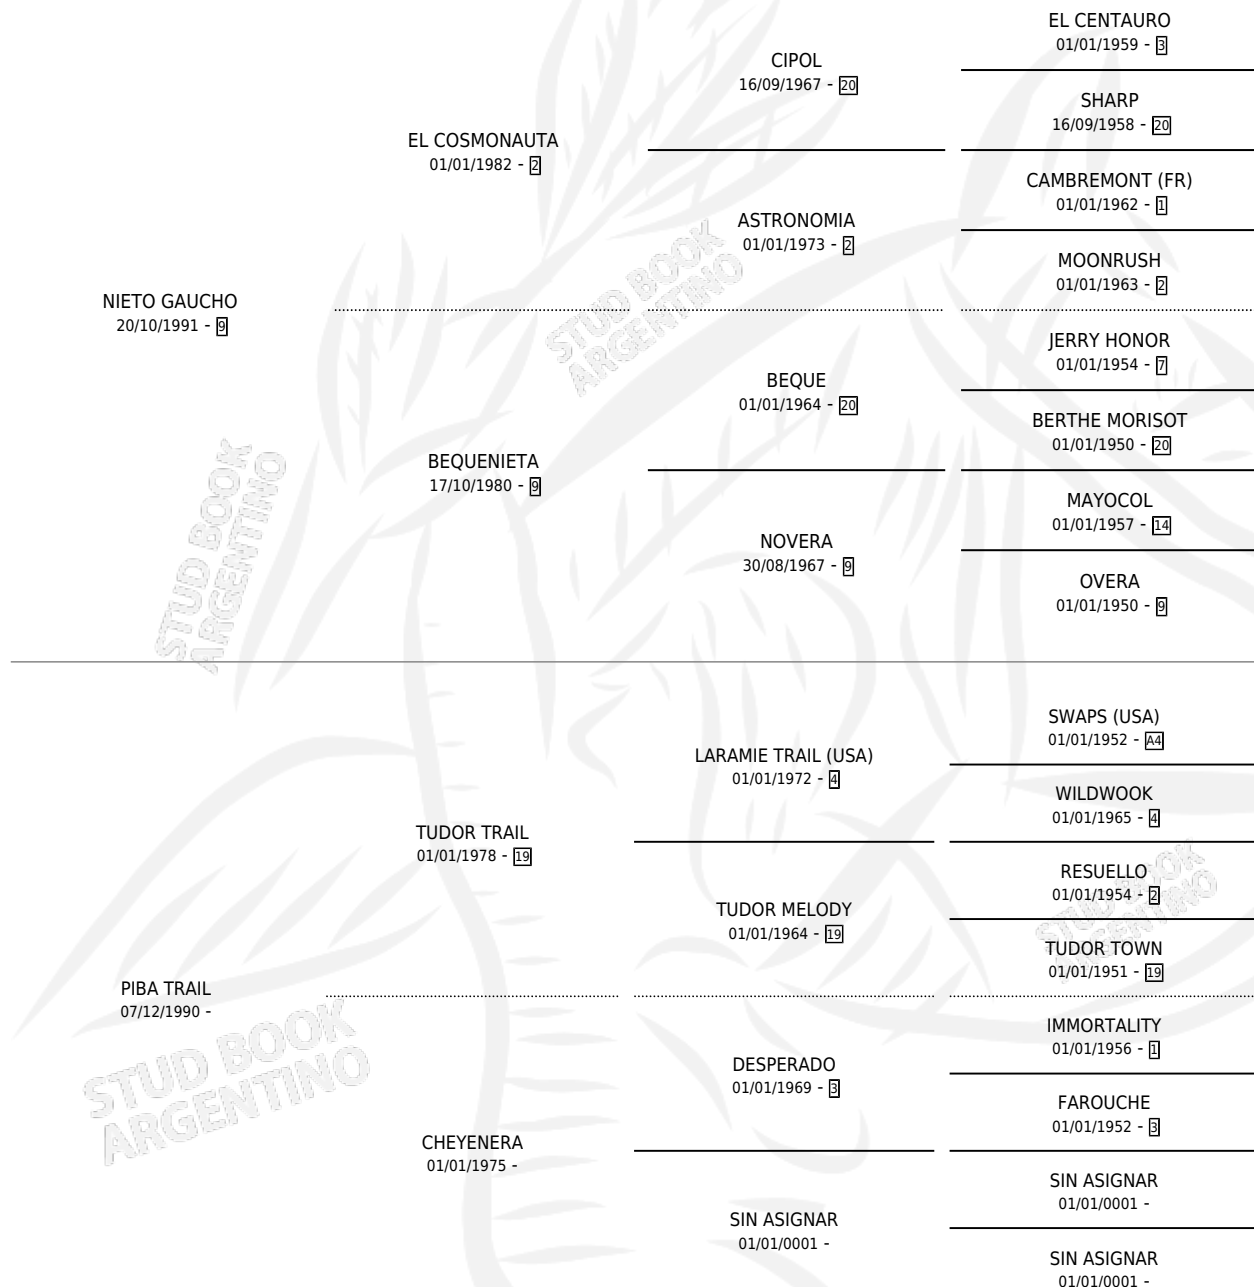 EL CENTAURO
01/01/1959 - 3
CIPOL
16/09/1967 - 20
SHARP
16/09/1958 - 20
EL COSMONAUTA
01/01/1982 - 2
CAMBREMONT (FR)
01/01/1962 - 1
ASTRONOMIA
01/01/1973 - 2
MOONRUSH
01/01/1963 - 2
NIETO GAUCHO
20/10/1991 - 9
STUD BOOK
ARGENTINO
JERRY HONOR
01/01/1954 - 7
BEQUE
01/01/1964 - 20
BERTHE MORISOT
01/01/1950 - 20
BEQUENIETA
17/10/1980 - 9
MAYOCOL
01/01/1957 - 14
NOVERA
30/08/1967 - 9
OVERA
01/01/1950 - 9
STUD BOOK
ARGENTINO
SWAPS (USA)
01/01/1952 - A4
LARAMIE TRAIL (USA)
01/01/1972 - 4
WILDWOOK
01/01/1965 - 4
TUDOR TRAIL
01/01/1978 - 19
RESUELLO
01/01/1954 - 2
TUDOR MELODY
01/01/1964 - 19
STUD BOOK
ARGENTINO
TUDOR TOWN
01/01/1951 - 19
PIBA TRAIL
07/12/1990 -
STUD BOOK
ARGENTINO
IMMORTALITY
01/01/1956 - 1
DESPERADO
01/01/1969 - 3
FAROUCHE
01/01/1952 - 3
CHEYENERA
01/01/1975 -
SIN ASIGNAR
01/01/0001 -
SIN ASIGNAR
01/01/0001 -
SIN ASIGNAR
01/01/0001 -